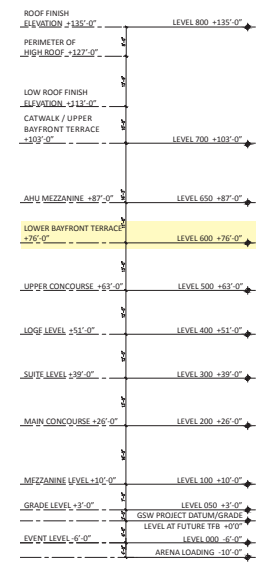 ROOF FINISH
ELEVATION +135'-0" LEVEL 800 +135'-0"
PERIMETER OF
HIGH ROOF +127'-0"
LOW ROOF FINISH
ELEVATION +113'-0"
CATWALK / UPPER
BAYFRONT TERRACE
+103'-0" LEVEL 700 +103'-0"
AHU MEZZANINE +87'-0" LEVEL 650 +87'-0"
LOWER BAYFRONT TERRACE
+76'-0" LEVEL 600 +76'-0"
UPPER CONCOURSE +63'-0" LEVEL 500 +63'-0"
LOGE LEVEL +51'-0" LEVEL 400 +51'-0"
SUITE LEVEL +39'-0" LEVEL 300 +39'-0"
MAIN CONCOURSE +26'-0" LEVEL 200 +26'-0"
MEZZANINE LEVEL +10'-0" LEVEL 100 +10'-0"
GRADE LEVEL +3'-0" LEVEL 050 +3'-0"
GSW PROJECT DATUM/GRADE
LEVEL AT FUTURE TFB +0'0"
EVENT LEVEL -6'-0" LEVEL 000 -6'-0"
ARENA LOADING -10'-0"